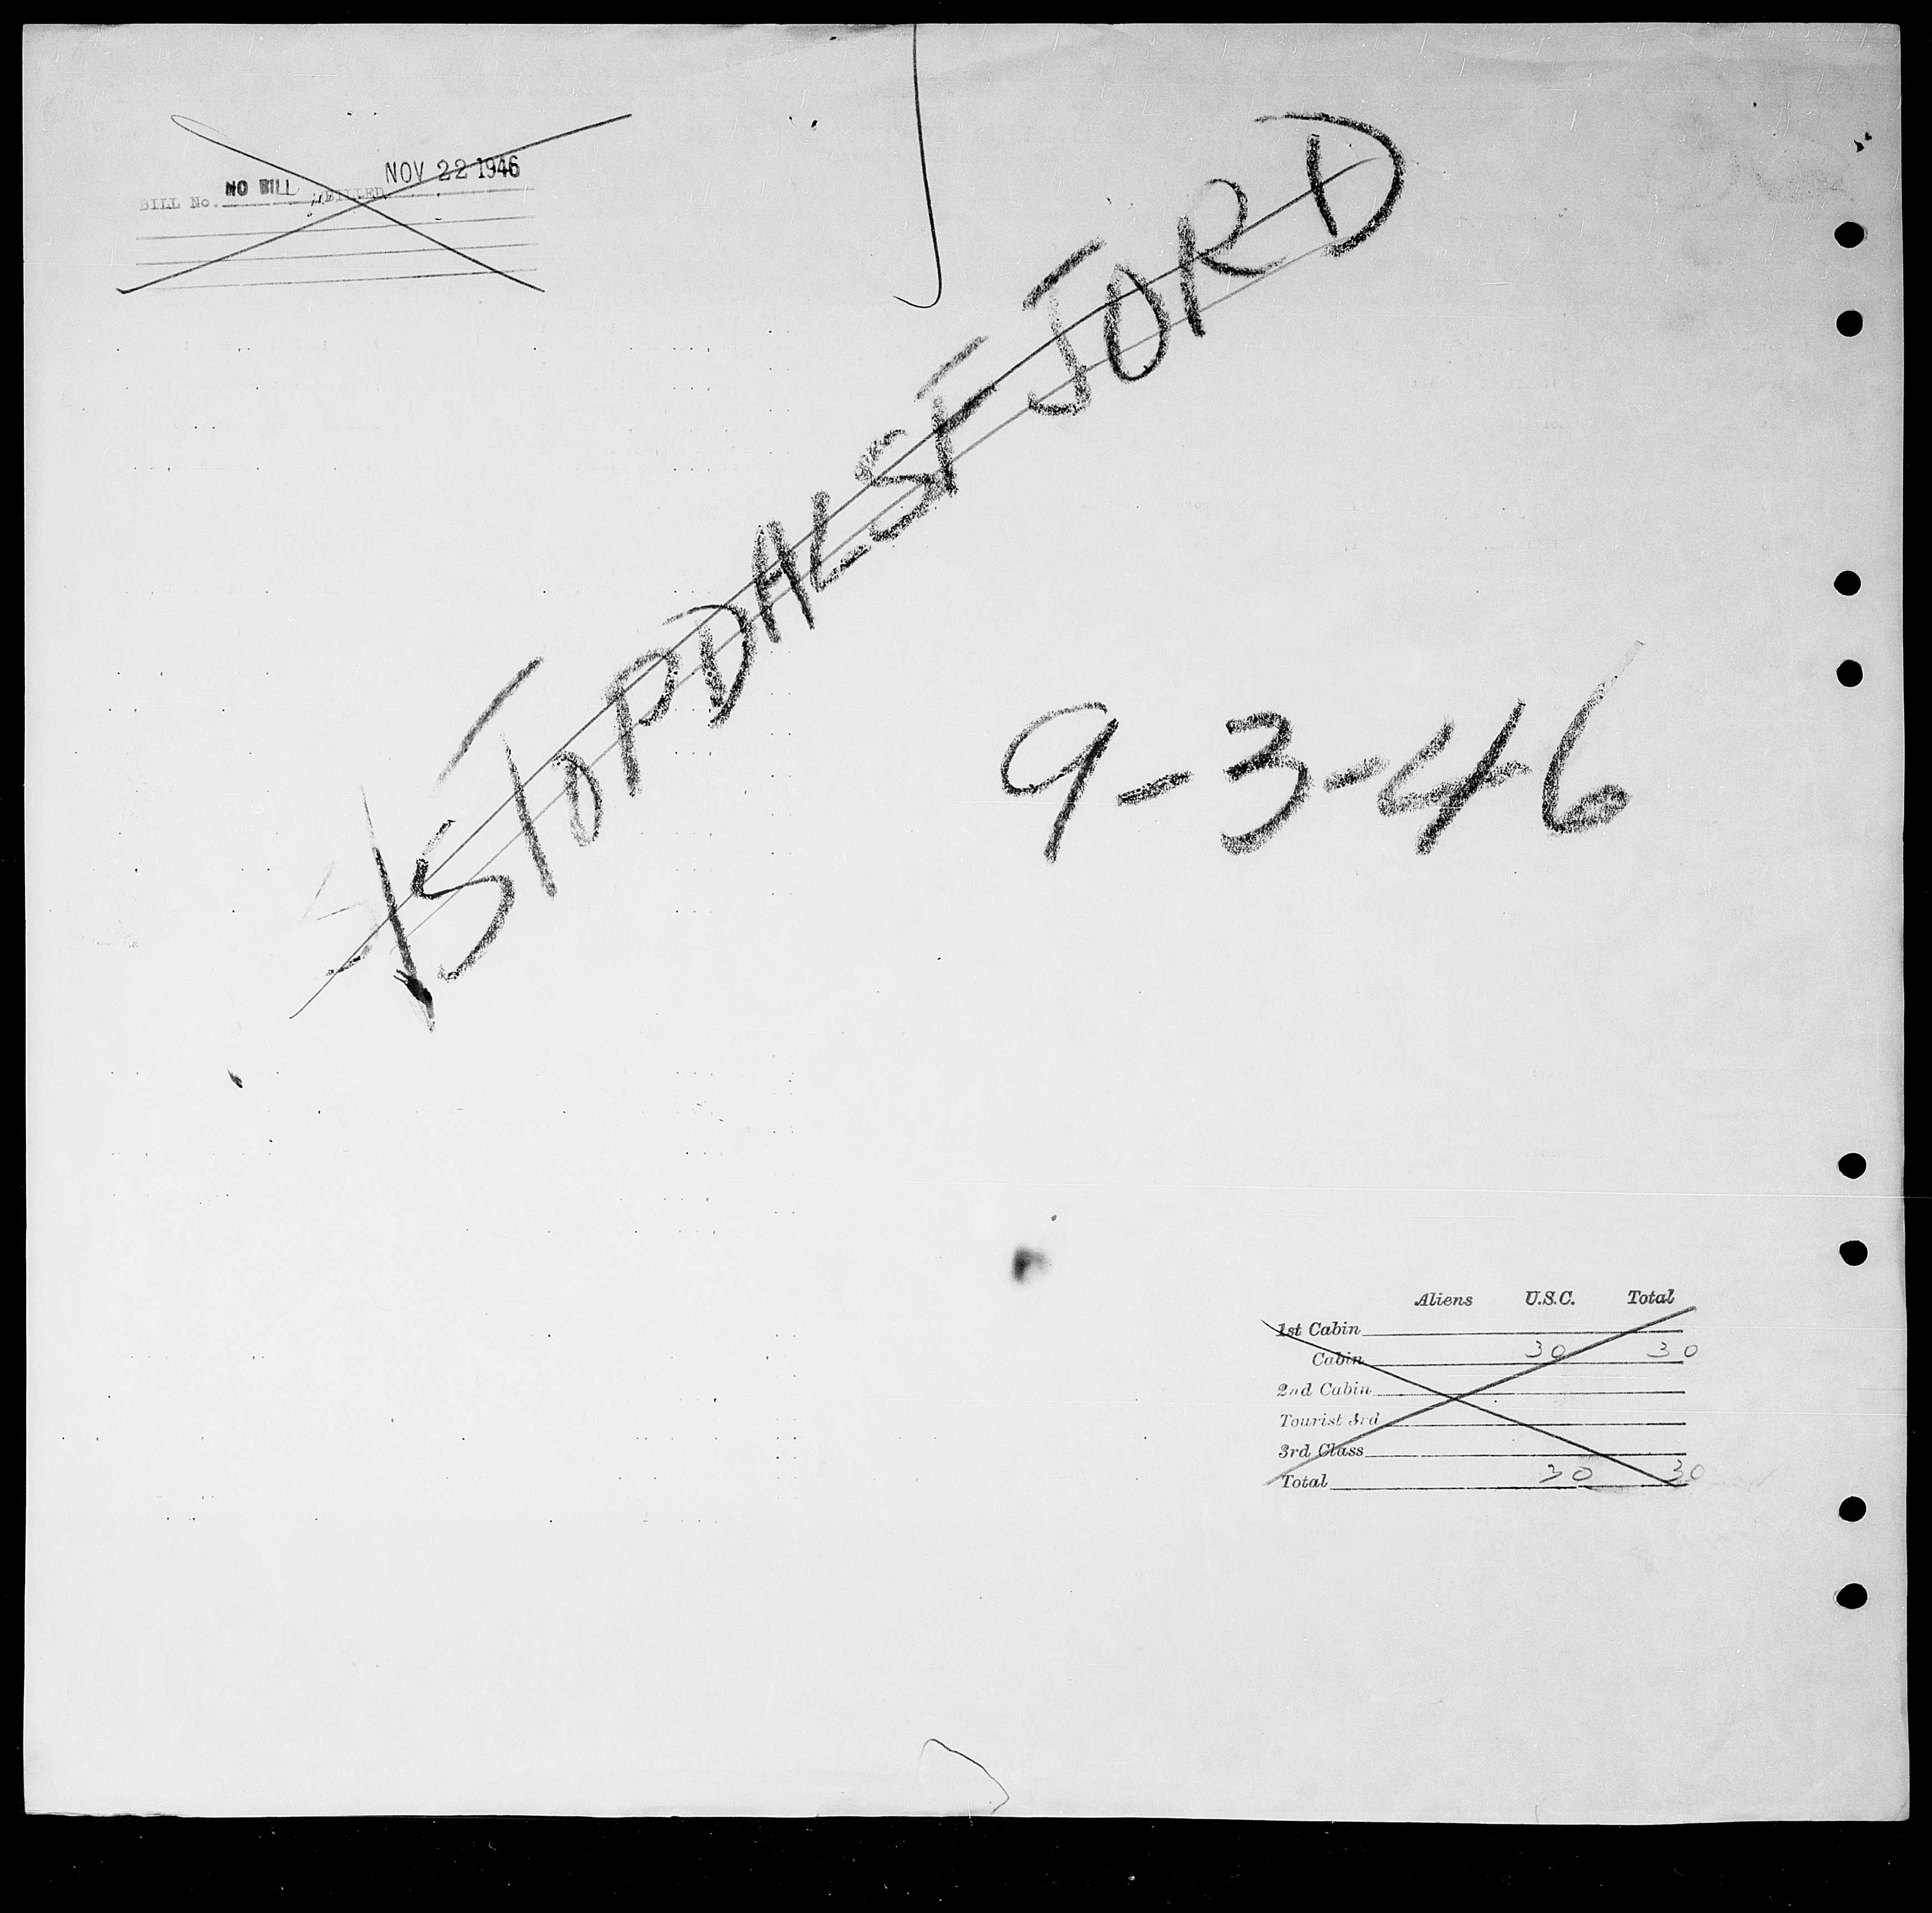 NOV 22 1946
BILL No. NO BILL BILLED
STORDALSFJORD
9-3-46
Aliens U.S.C. Total
1st Cabin
Cabin 30 30
2nd Cabin
Tourist 3rd
3rd Class
Total 30 30